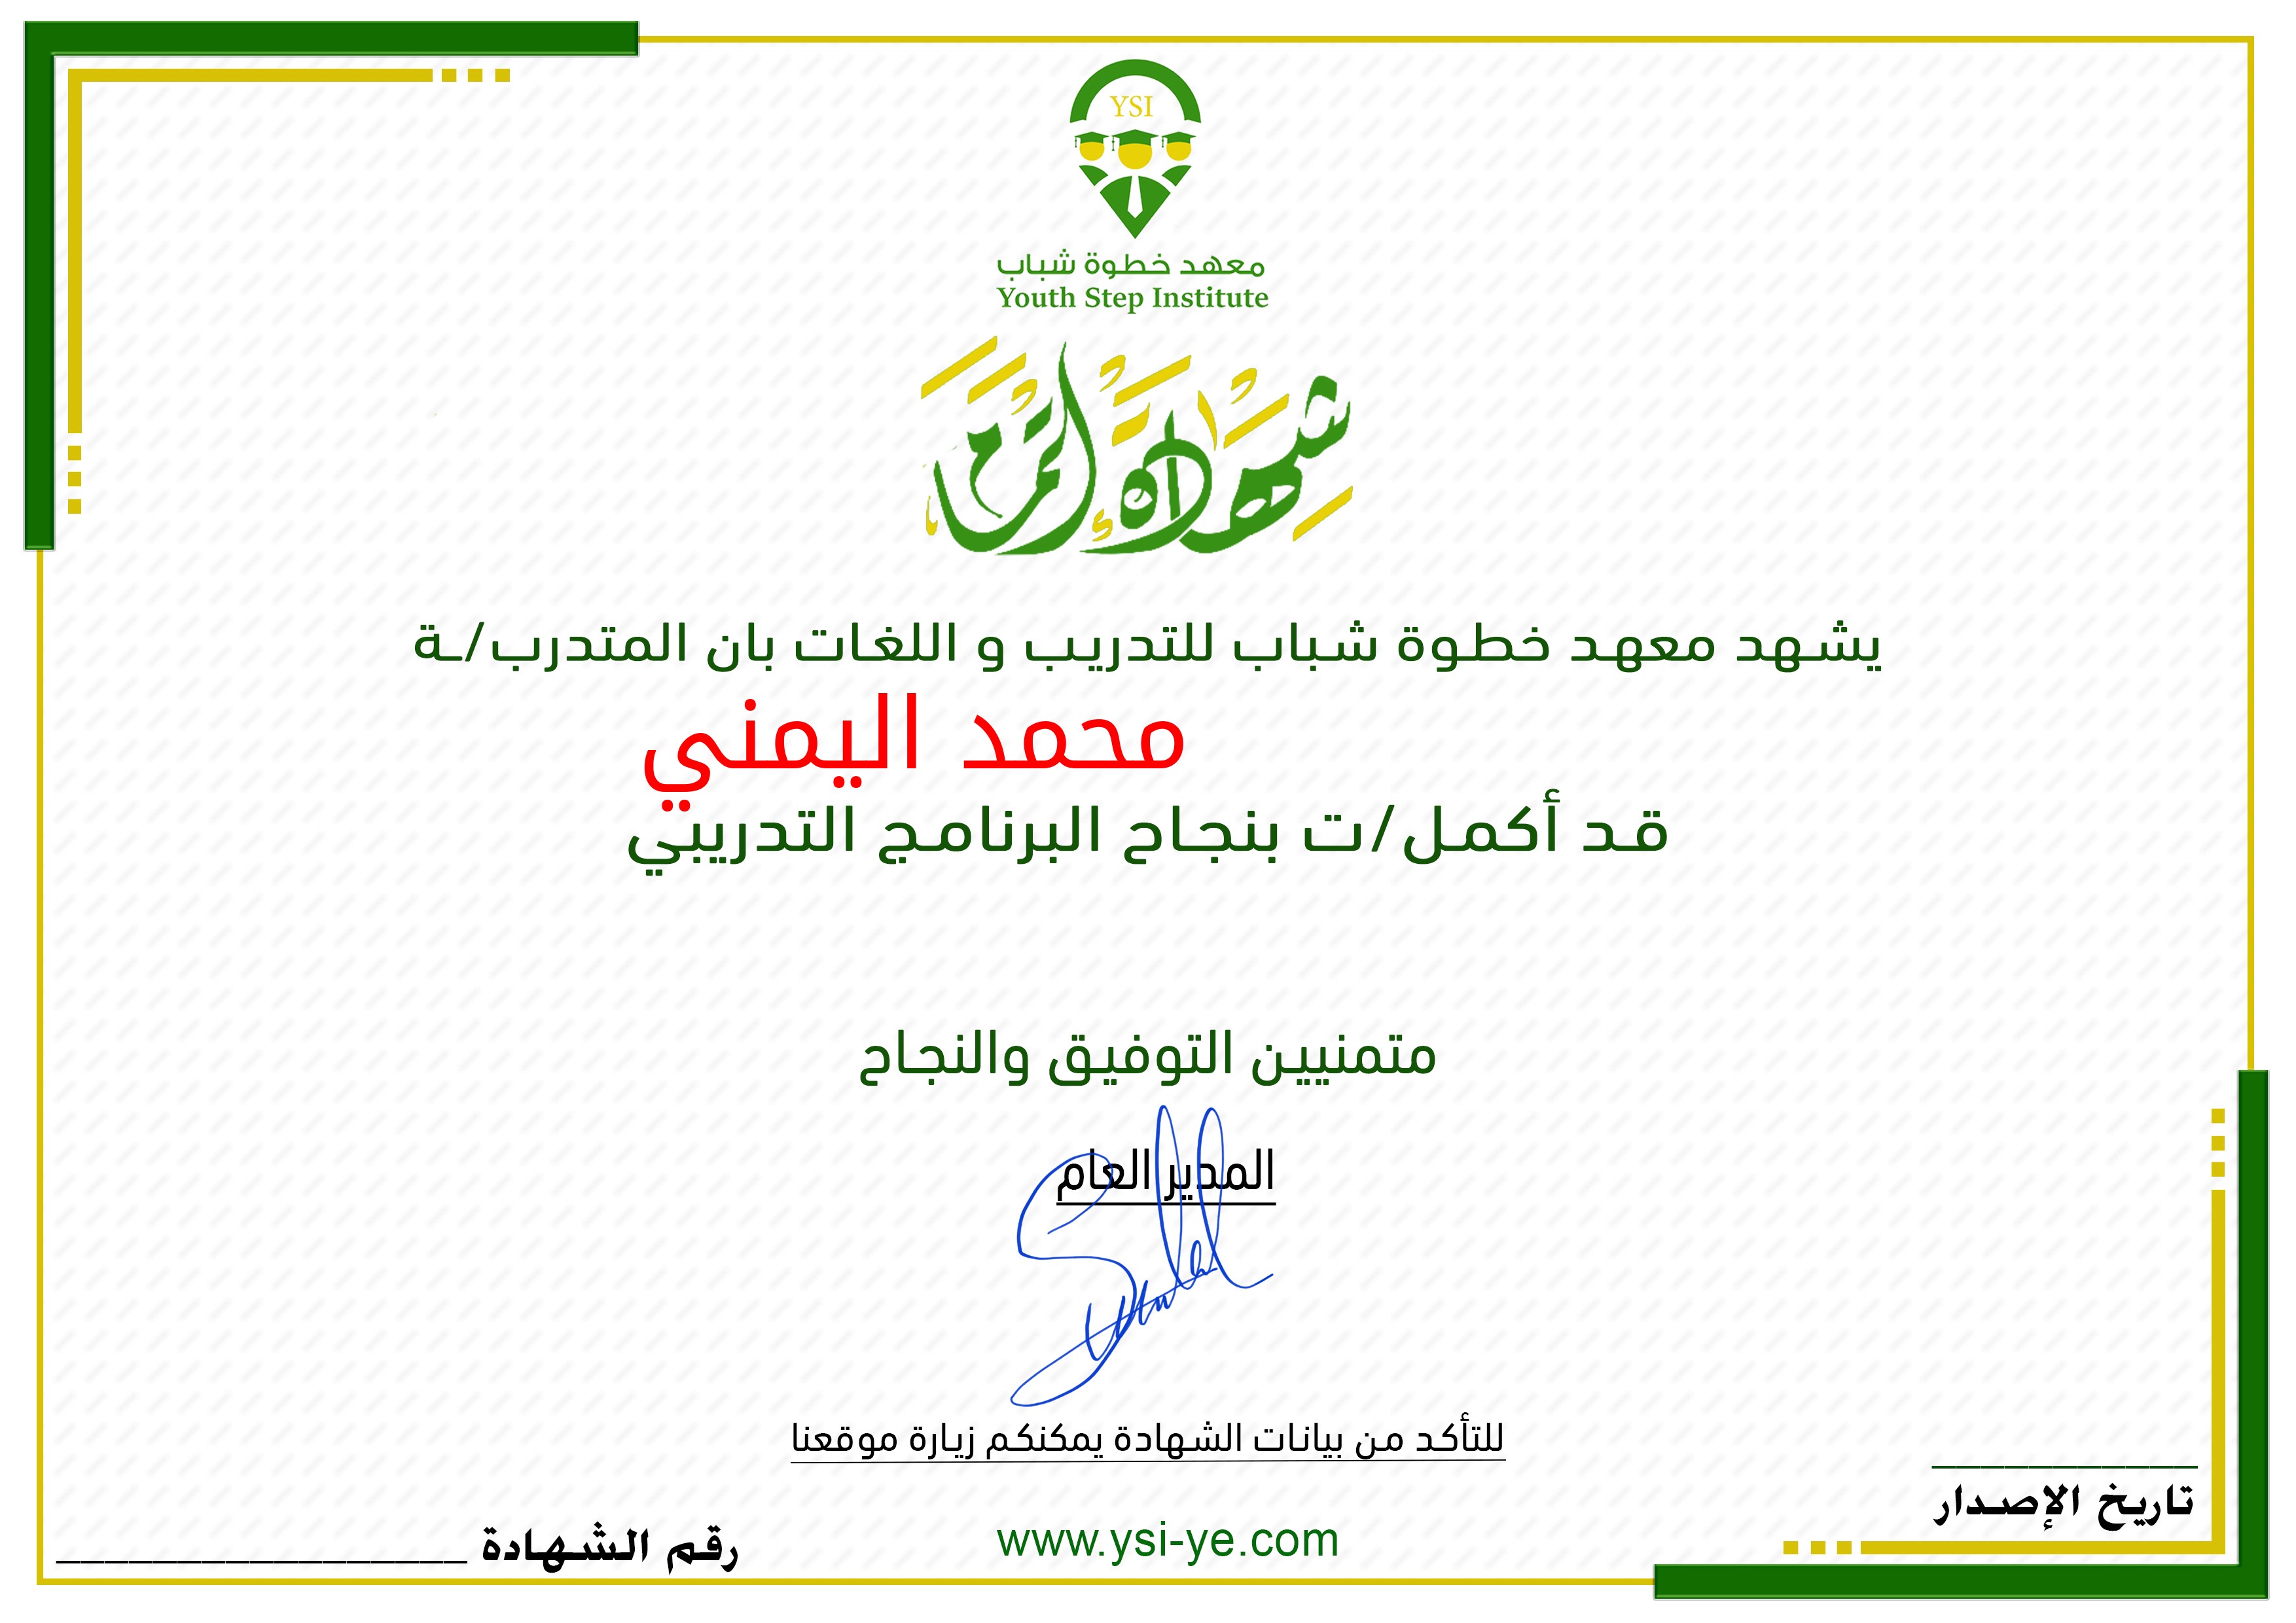 YSI
معهد خطوة شباب
Youth Step Institute
شَهَادَةُ إِتْمَام
يشهد معهد خطوة شباب للتدريب و اللغات بان المتدرب/ـة
محمد اليمني
قد أكمل/ت بنجاح البرنامج التدريبي
متمنيين التوفيق والنجاح
المدير العام
للتأكد من بيانات الشهادة يمكنكم زيارة موقعنا
تاريخ الإصدار
www.ysi-ye.com
رقم الشهادة